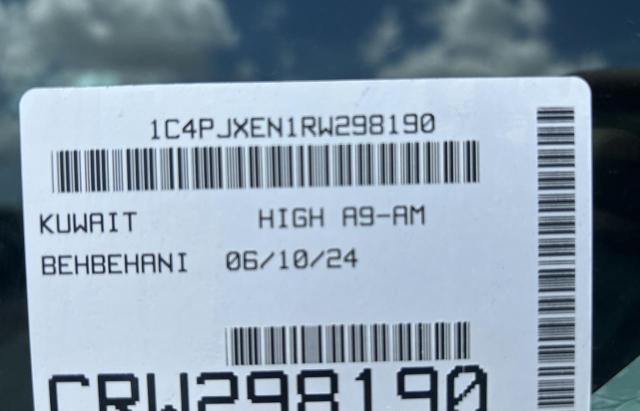 1C4PJXEN1RW298190
KUWAIT HIGH A9-AM
BEHBEHANI 06/10/24
CRW298190